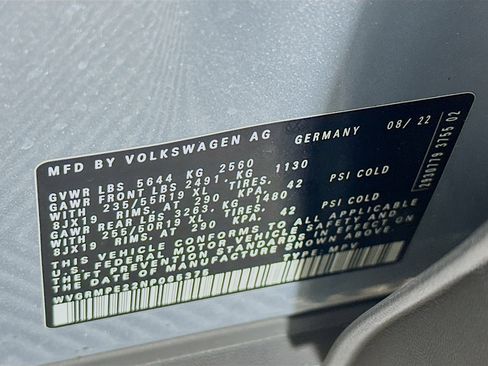 MFD BY VOLKSWAGEN AG GERMANY 08/22
GVWR LBS 5644 KG 2560
GAWR FRONT LBS 2491. KG 1130
WITH 235/55R19 XL TIRES.
8JX19 RIMS. AT 290 KPA. 42 PSI COLD
GAWR REAR LBS 3263. KG 1480
WITH 255/50R19 XL TIRES.
8JX19 RIMS. AT 290 KPA. 42 PSI COLD
THIS VEHICLE CONFORMS TO ALL APPLICABLE
U.S. FEDERAL MOTOR VEHICLE SAFETY AND
THEFT PREVENTION STANDARDS IN EFFECT ON
THE DATE OF MANUFACTURE SHOWN ABOVE.
TYPE: MPV
2930779 3755 02